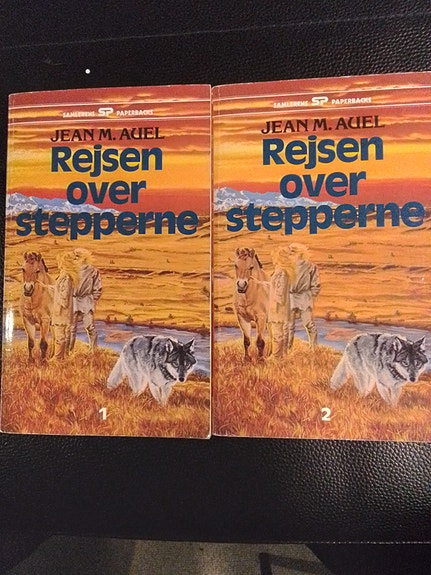 SAMLERENS SP PAPERBACKS
JEAN M. AUEL
Rejsen
over
stepperne
1
SAMLERENS SP PAPERBACKS
JEAN M. AUEL
Rejsen
over
stepperne
2